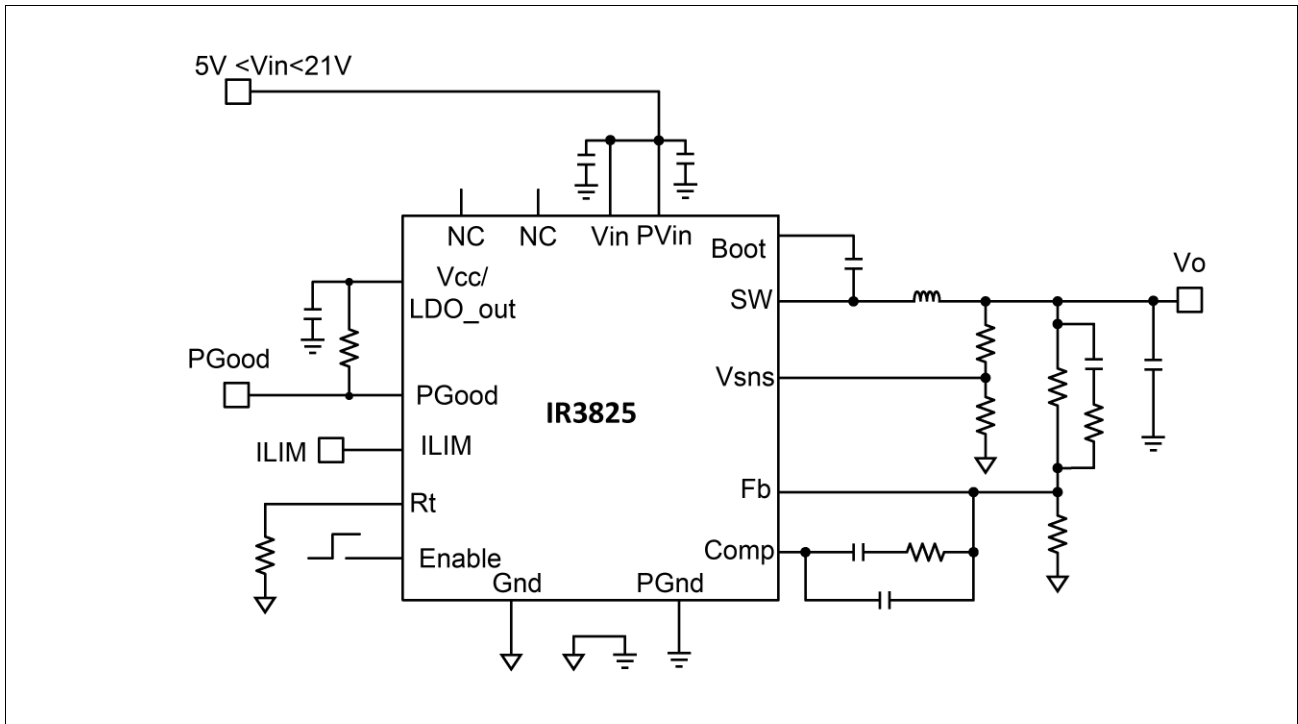 5V <Vin<21V
NC NC Vin PVin
Boot
Vcc/
LDO_out
SW
Vo
PGood
Vsns
PGood
IR3825
ILIM
ILIM
Fb
Rt
Comp
Enable
Gnd
PGnd